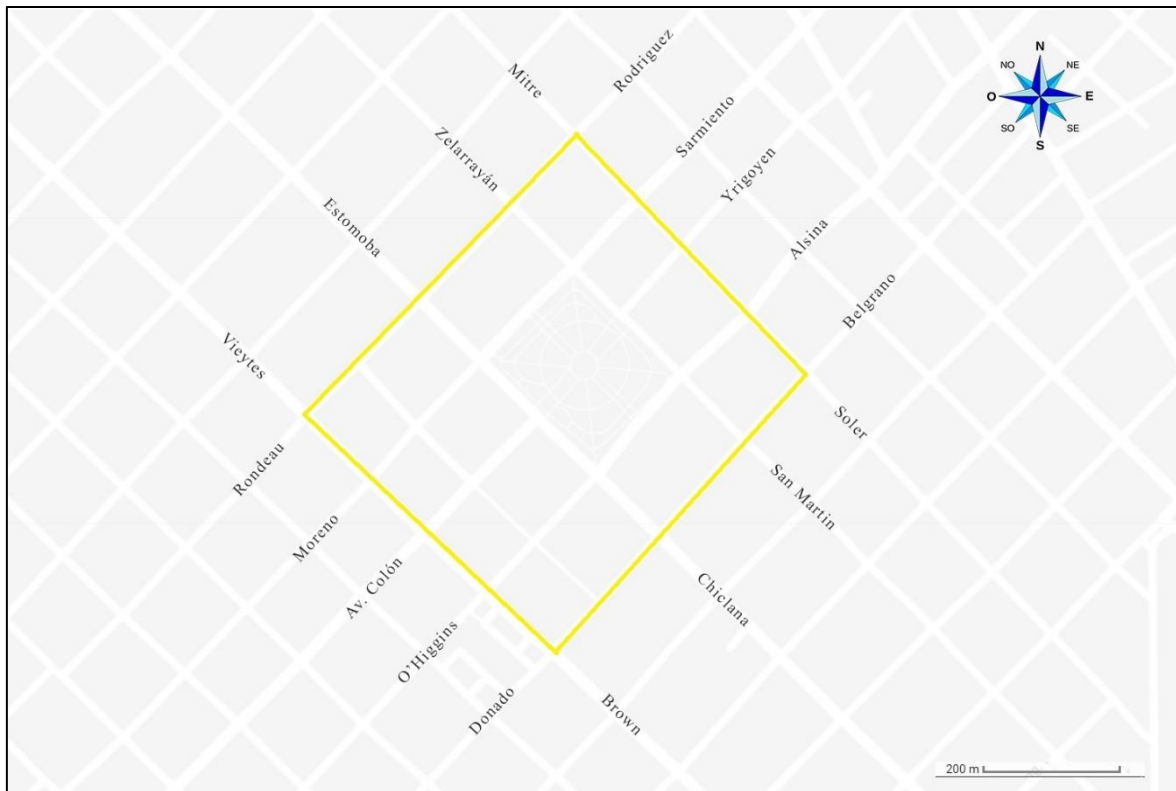 N
NO
NE
O
E
SO
SE
S
Mitre
Rodriguez
Sarmiento
Zelarrayán
Yrigoyen
Estomoba
Alsina
Belgrano
Vieytes
Soler
Rondeau
San Martin
Moreno
Av. Colón
Chiclana
O'Higgins
Donado
Brown
200 m